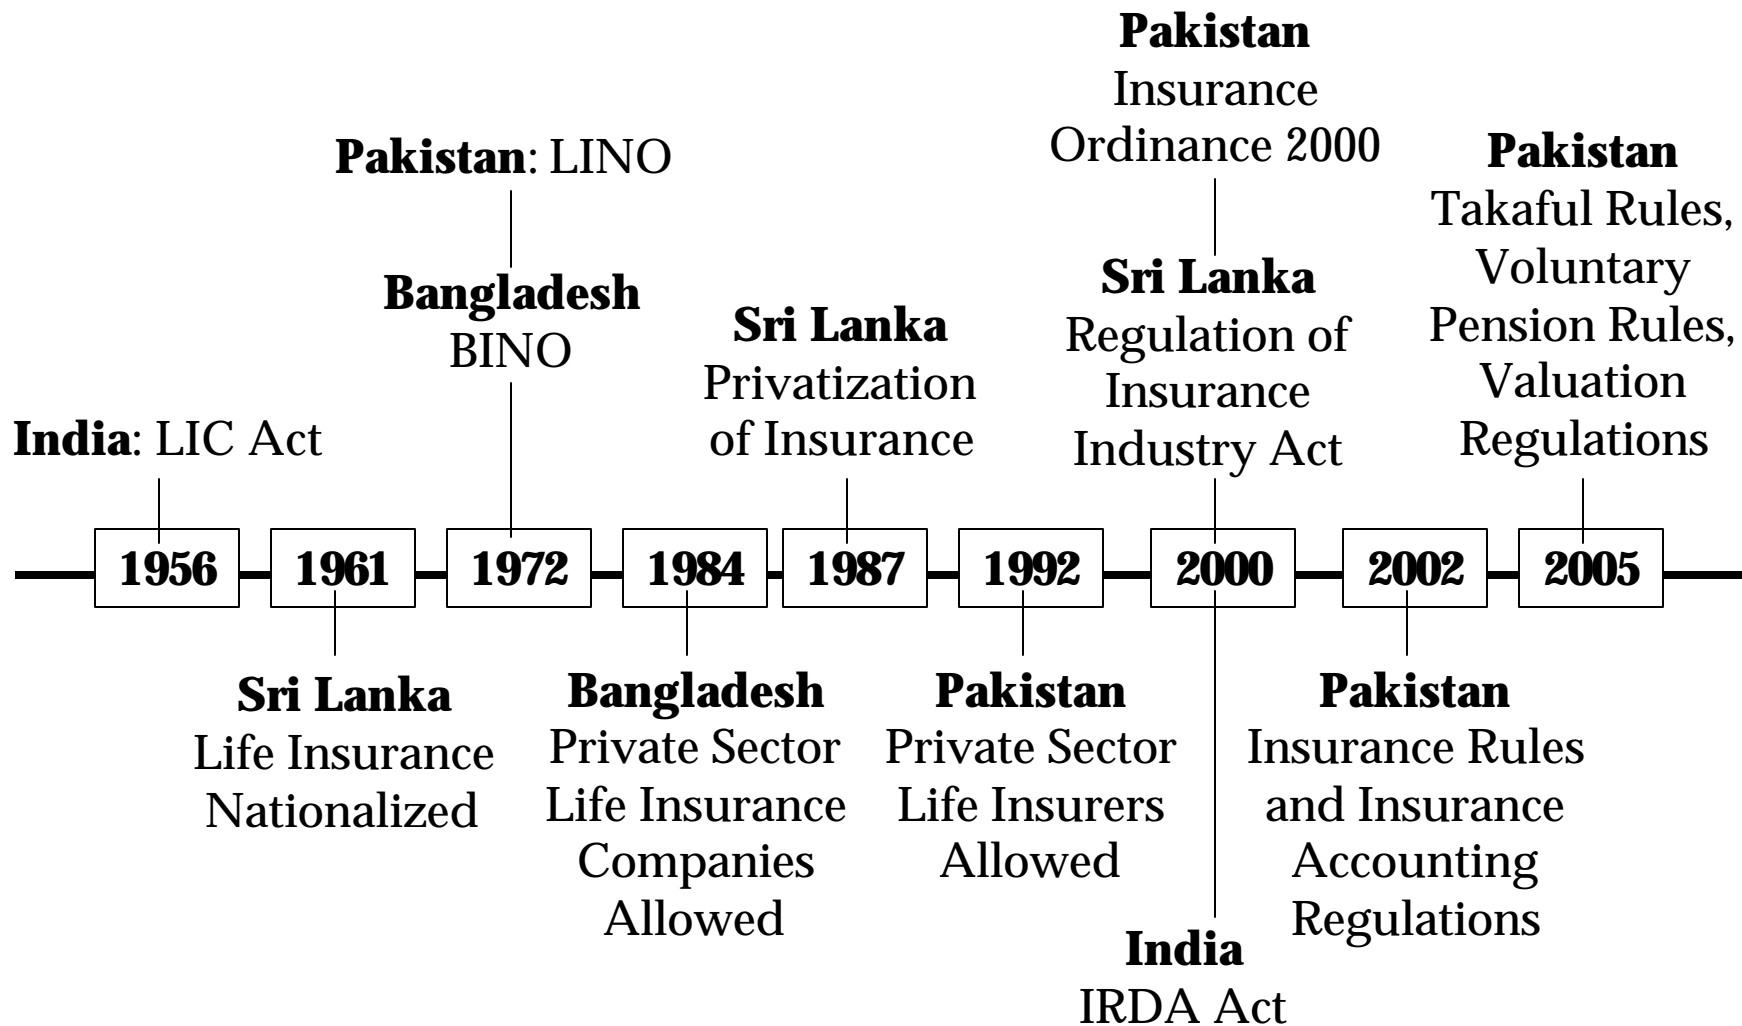 Pakistan
Insurance
Ordinance 2000
Pakistan: LINO
Pakistan
Takaful Rules,
Voluntary
Pension Rules,
Valuation
Regulations
Bangladesh
BINO
Sri Lanka
Privatization
of Insurance
Sri Lanka
Regulation of
Insurance
Industry Act
India: LIC Act
1956 1961 1972 1984 1987 1992 2000 2002 2005
Sri Lanka
Life Insurance
Nationalized
Bangladesh
Private Sector
Life Insurance
Companies
Allowed
Pakistan
Private Sector
Life Insurers
Allowed
Pakistan
Insurance Rules
and Insurance
Accounting
Regulations
India
IRDA Act